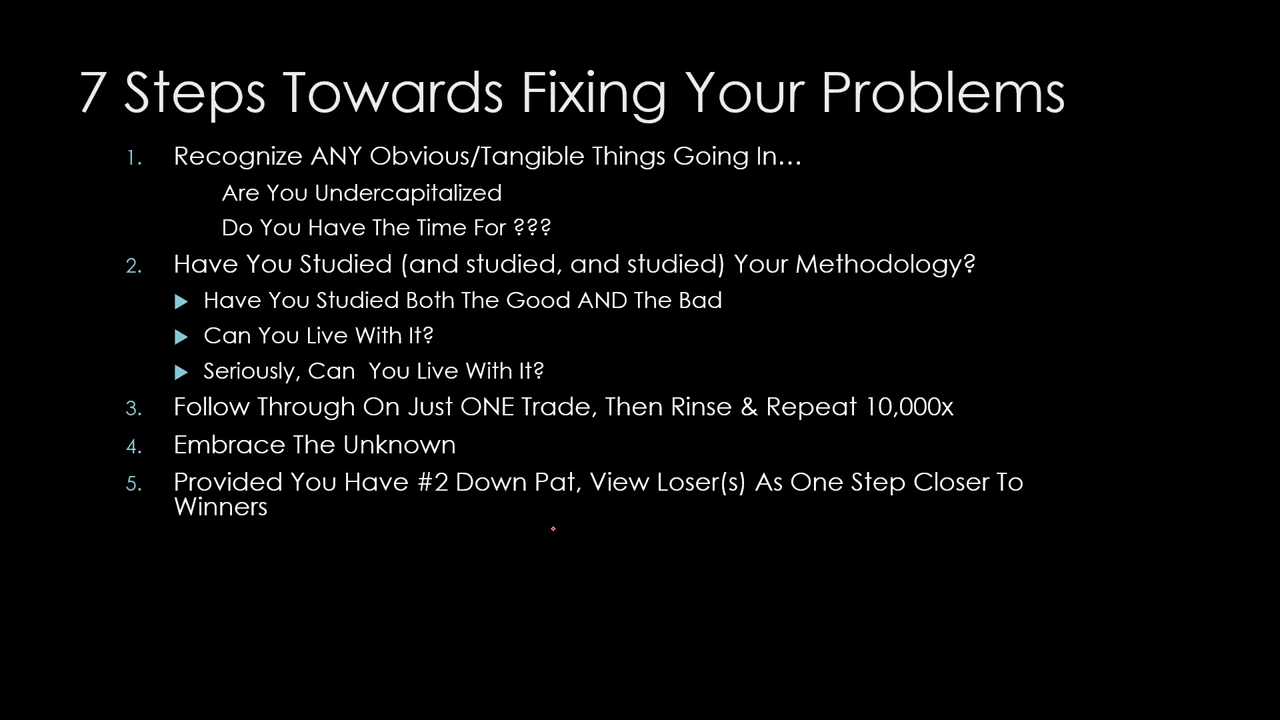 7 Steps Towards Fixing Your Problems
1. Recognize ANY Obvious/Tangible Things Going In...
Are You Undercapitalized
Do You Have The Time For ???
2. Have You Studied (and studied, and studied) Your Methodology?
Have You Studied Both The Good AND The Bad
Can You Live With It?
Seriously, Can  You Live With It?
3. Follow Through On Just ONE Trade, Then Rinse & Repeat 10,000x
4. Embrace The Unknown
5. Provided You Have #2 Down Pat, View Loser(s) As One Step Closer To
Winners